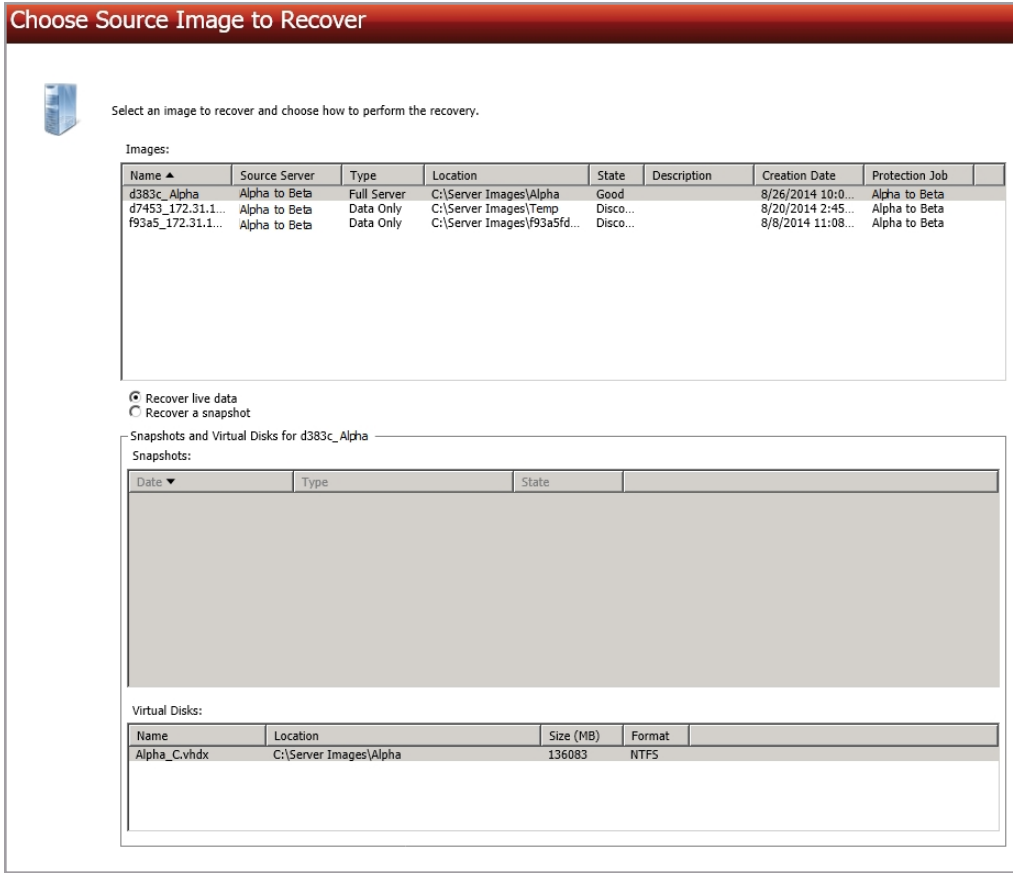 Choose Source Image to Recover
Select an image to recover and choose how to perform the recovery.
Images:
Name Source Server Type Location State Description Creation Date Protection Job
d383c_Alpha Alpha to Beta Full Server C:\Server Images\Alpha Good 8/26/2014 10:0... Alpha to Beta
d7453_172.31.1... Alpha to Beta Data Only C:\Server Images\Temp Disco... 8/20/2014 2:45... Alpha to Beta
f93a5_172.31.1... Alpha to Beta Data Only C:\Server Images\f93a5fd... Disco... 8/8/2014 11:08... Alpha to Beta
Recover live data
Recover a snapshot
Snapshots and Virtual Disks for d383c_Alpha
Snapshots:
Date Type State
Virtual Disks:
Name Location Size (MB) Format
Alpha_C.vhdx C:\Server Images\Alpha 136083 NTFS